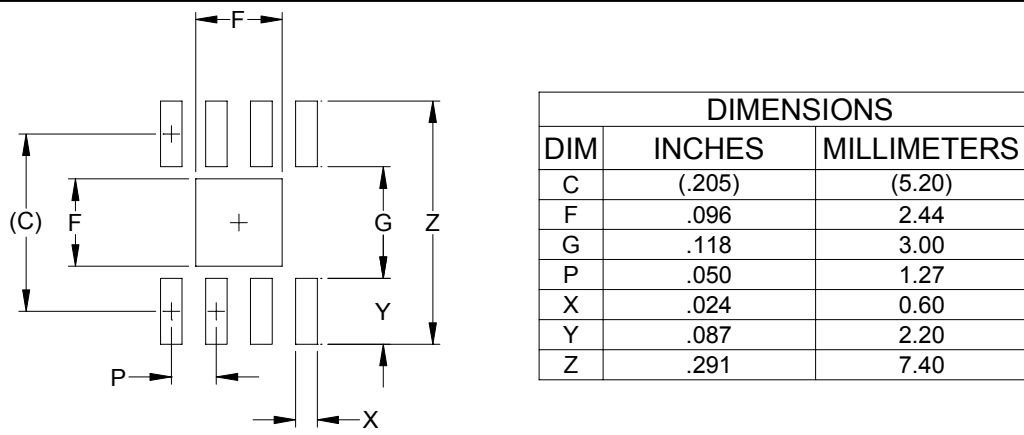 F
(C)
F
G
Z
Y
P
X
DIMENSIONS
DIM INCHES MILLIMETERS
C (.205) (5.20)
F .096 2.44
G .118 3.00
P .050 1.27
X .024 0.60
Y .087 2.20
Z .291 7.40